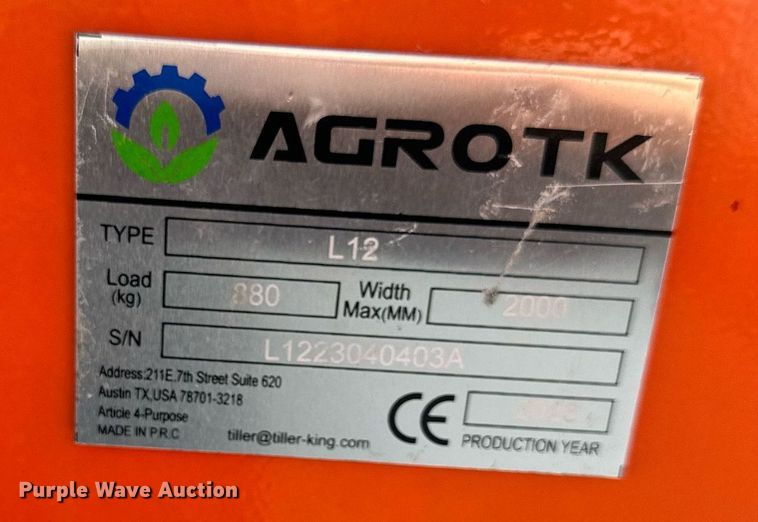 AGROTK
TYPE L12
Load (kg) 880 Width Max(MM) 2000
S/N L1223040403A
Address:211E.7th Street Suite 620
Austin TX,USA 78701-3218
Articie 4-Purpose
MADE IN P.R.C tiller@tiller-king.com
CE PRODUCTION YEAR
Purple Wave Auction